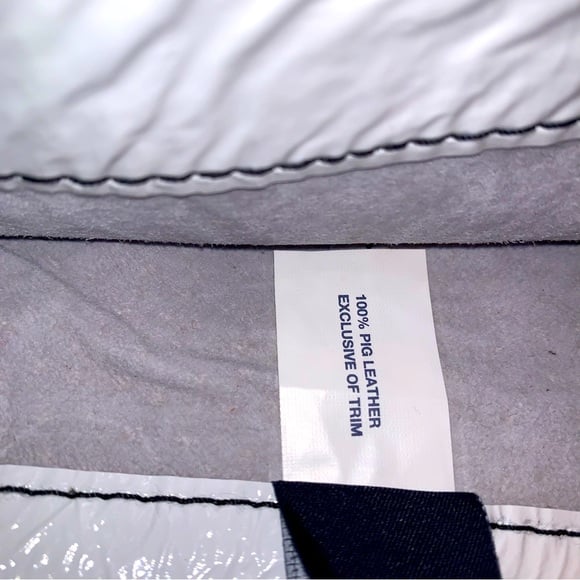 100% PIG LEATHER
EXCLUSIVE OF TRIM